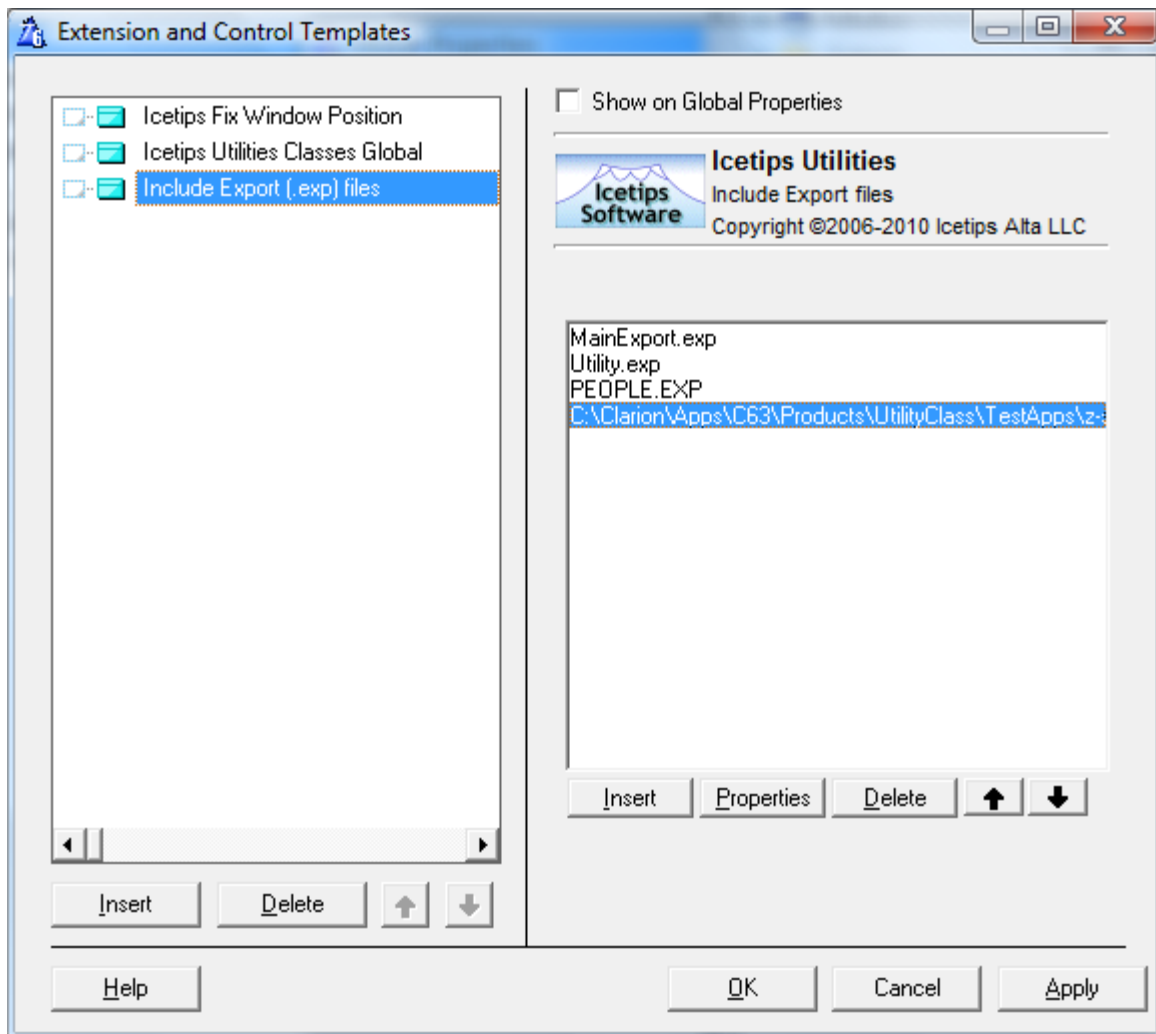 Extension and Control Templates
Icetips Fix Window Position
Icetips Utilities Classes Global
Include Export (.exp) files
Insert
Delete
Show on Global Properties
Icetips
Software
Icetips Utilities
Include Export files
Copyright ©2006-2010 Icetips Alta LLC
MainExport.exp
Utility.exp
PEOPLE.EXP
C:\Clarion\Apps\C63\Products\UtilityClass\TestApps\z-
Insert
Properties
Delete
Help
OK
Cancel
Apply